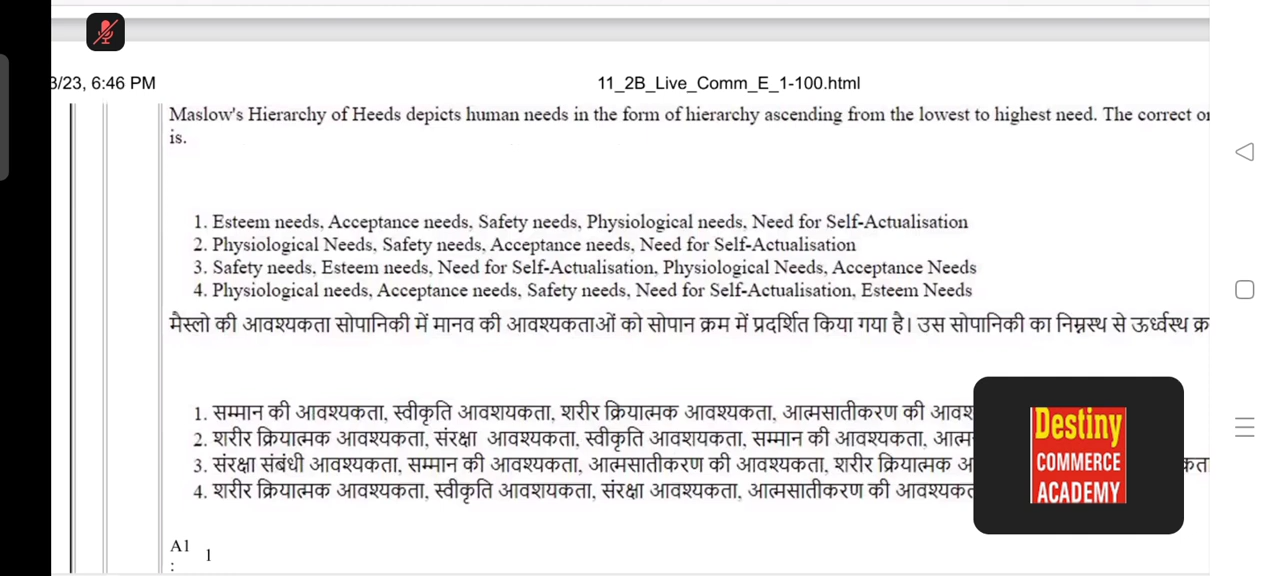 3/23, 6:46 PM 11_2B_Live_Comm_E_1-100.html
Maslow's Hierarchy of Heeds depicts human needs in the form of hierarchy ascending from the lowest to highest need. The correct
is.
1. Esteem needs, Acceptance needs, Safety needs, Physiological needs, Need for Self-Actualisation
2. Physiological Needs, Safety needs, Acceptance needs, Need for Self-Actualisation
3. Safety needs, Esteem needs, Need for Self-Actualisation, Physiological Needs, Acceptance Needs
4. Physiological needs, Acceptance needs, Safety needs, Need for Self-Actualisation, Esteem Needs
मैस्लो की आवश्यकता सोपानिकी में मानव की आवश्यकताओं को सोपान क्रम में प्रदर्शित किया गया है। उस सोपानिकी का निम्नस्थ से ऊर्ध्वस्थ
1. सम्मान की आवश्यकता, स्वीकृति आवशयकता, शरीर क्रियात्मक आवश्यकता, आत्मसातीकरण की
2. शरीर क्रियात्मक आवश्यकता, संरक्षा आवश्यकता, स्वीकृति आवशयकता, सम्मान की आवश्यकता,
3. संरक्षा संबंधी आवश्यकता, सम्मान की आवश्यकता, आत्मसातीकरण की आवश्यकता, शरीर क्रियात्मक
4. शरीर क्रियात्मक आवश्यकता, स्वीकृति आवशयकता, संरक्षा आवश्यकता, आत्मसातीकरण की
Destiny
COMMERCE
ACADEMY
A1 1
: